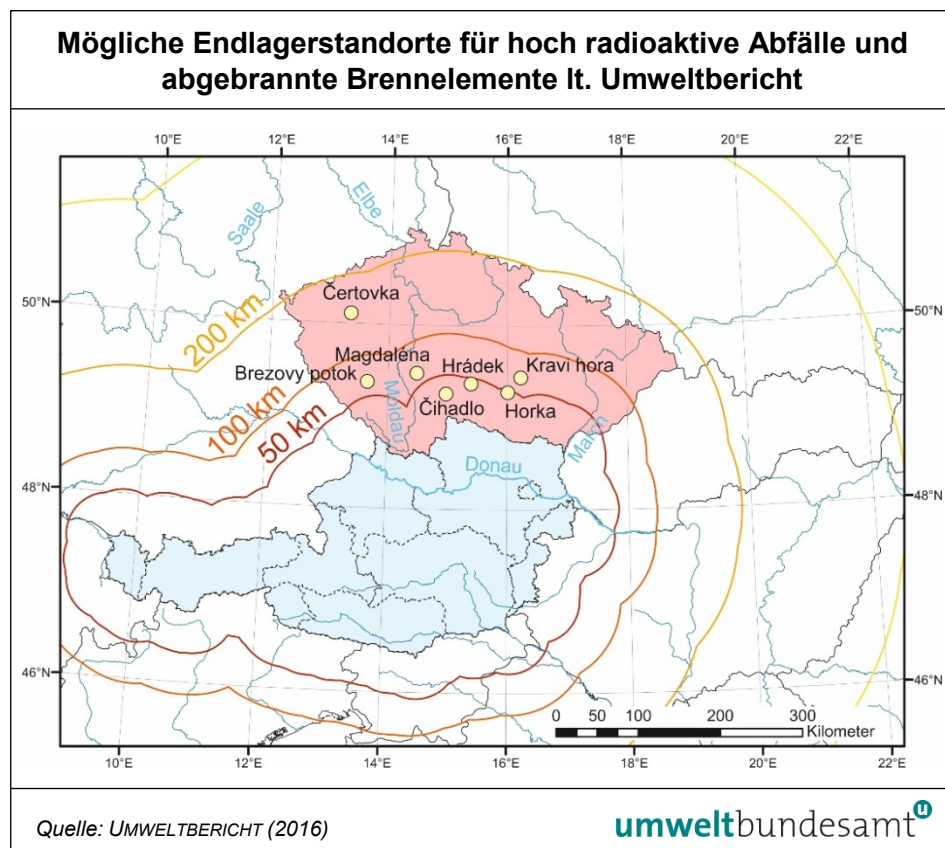 Mögliche Endlagerstandorte für hoch radioaktive Abfälle und
abgebrannte Brennelemente lt. Umweltbericht
10°E 12°E 14°E 16°E 18°E 20°E 22°E
Saale
Elbe
50°N
50°N
Čertovka
200 km
Magdaléna
Hrádek
Kraví hora
Brezovy potok
100 km
Moldau
Čihadlo
Horka
50 km
March
Donau
48°N
48°N
46°N
46°N
0 50 100 200 300
Kilometer
10°E 12°E 14°E 16°E 18°E 20°E 22°E
Quelle: UMWELTBERICHT (2016)
umweltbundesamt
u